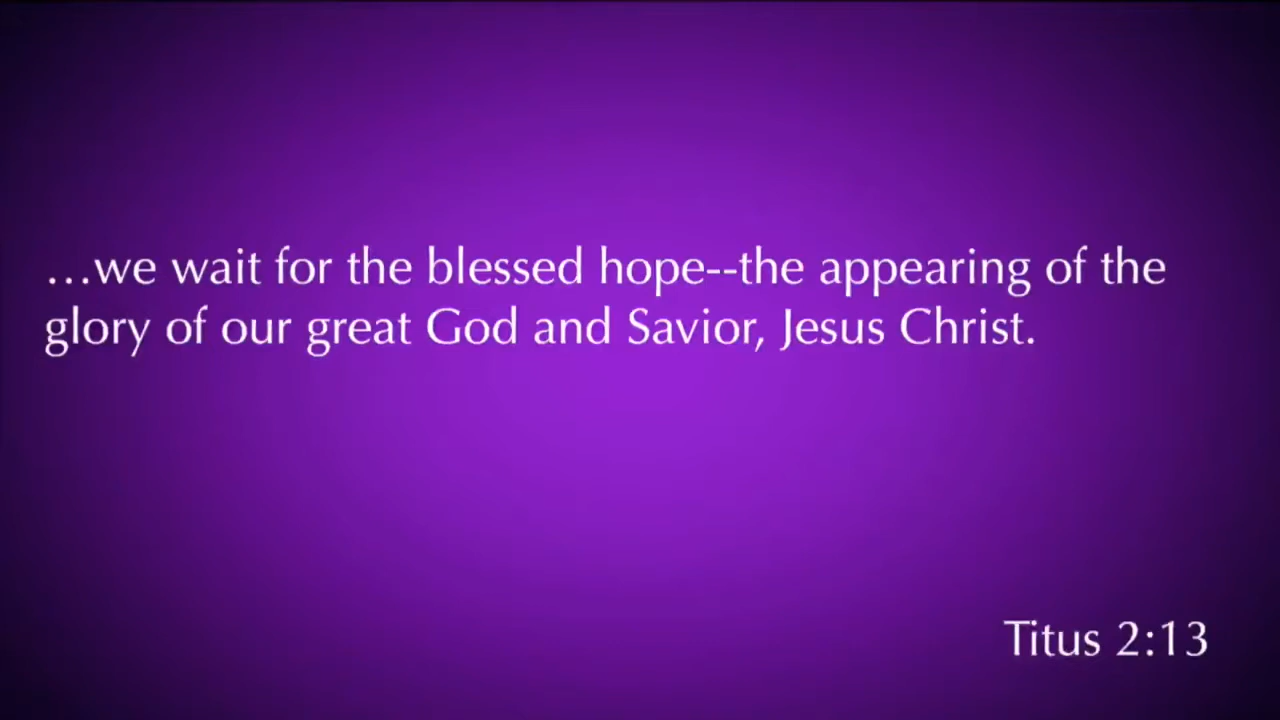 …we wait for the blessed hope--the appearing of the
glory of our great God and Savior, Jesus Christ.
Titus 2:13